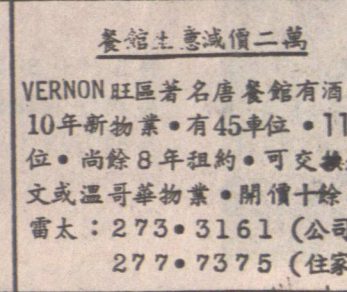 餐館生意減價二萬
VERNON旺區著名唐餐館有酒
10年新物業•有45車位•11
位•尚餘8年租約•可交換
文或溫哥華物業•開價十餘
雷太：273•3161（公司
277•7375（住家